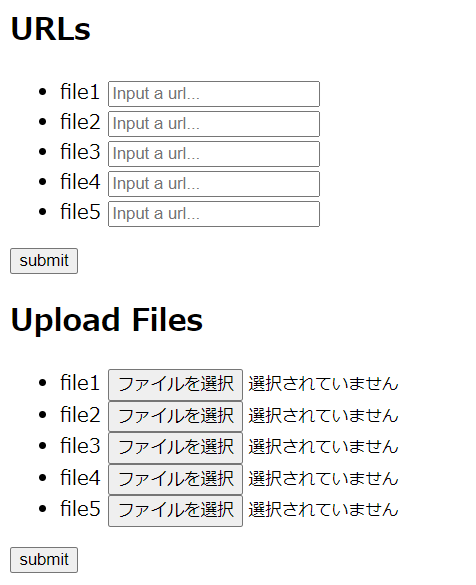 URLs
file1 Input a url...
file2 Input a url...
file3 Input a url...
file4 Input a url...
file5 Input a url...
submit
Upload Files
file1 ファイルを選択 選択されていません
file2 ファイルを選択 選択されていません
file3 ファイルを選択 選択されていません
file4 ファイルを選択 選択されていません
file5 ファイルを選択 選択されていません
submit